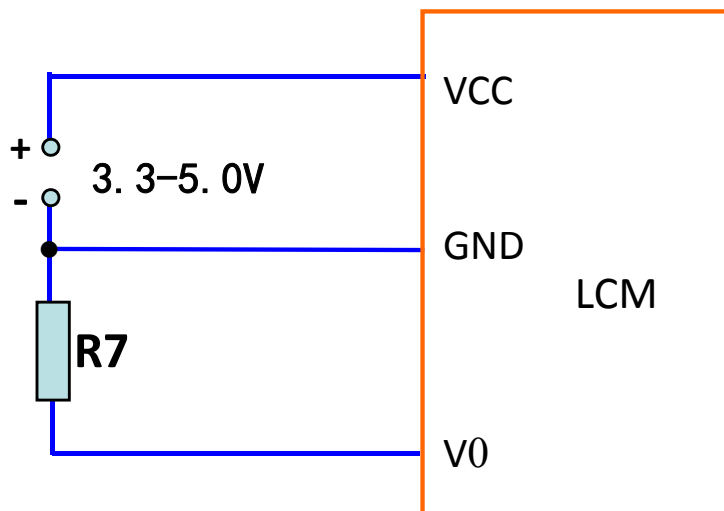 VCC
+
3.3-5.0V
-
GND
LCM
R7
V0